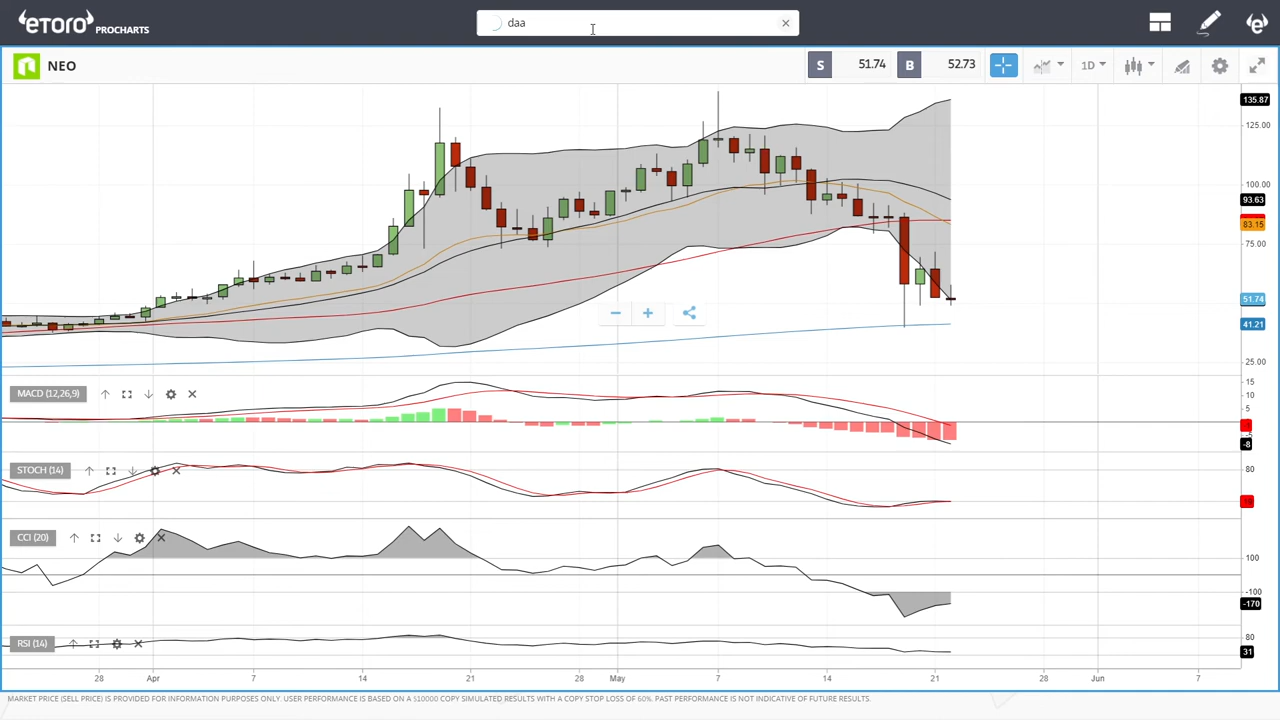 etoro PROCHARTS
daa
NEO
S 51.74 B 52.73 1D
135.87
125.00
100.00
93.63
83.15
75.00
51.74
41.21
25.00
MACD (12,26,9)
15
10
5
-8
STOCH (14)
80
CCI (20)
100
-100
-170
RSI (14)
80
31
28 Apr 7 14 21 28 May 7 14 21 28 Jun 7
MARKET PRICE (SELL PRICE) IS PROVIDED FOR INFORMATION PURPOSES ONLY. USER PERFORMANCE IS BASED ON A $10000 COPY SIMULATED RESULTS WITH A COPY STOP LOSS OF 60%. PAST PERFORMANCE IS NOT INDICATIVE OF FUTURE RESULTS.